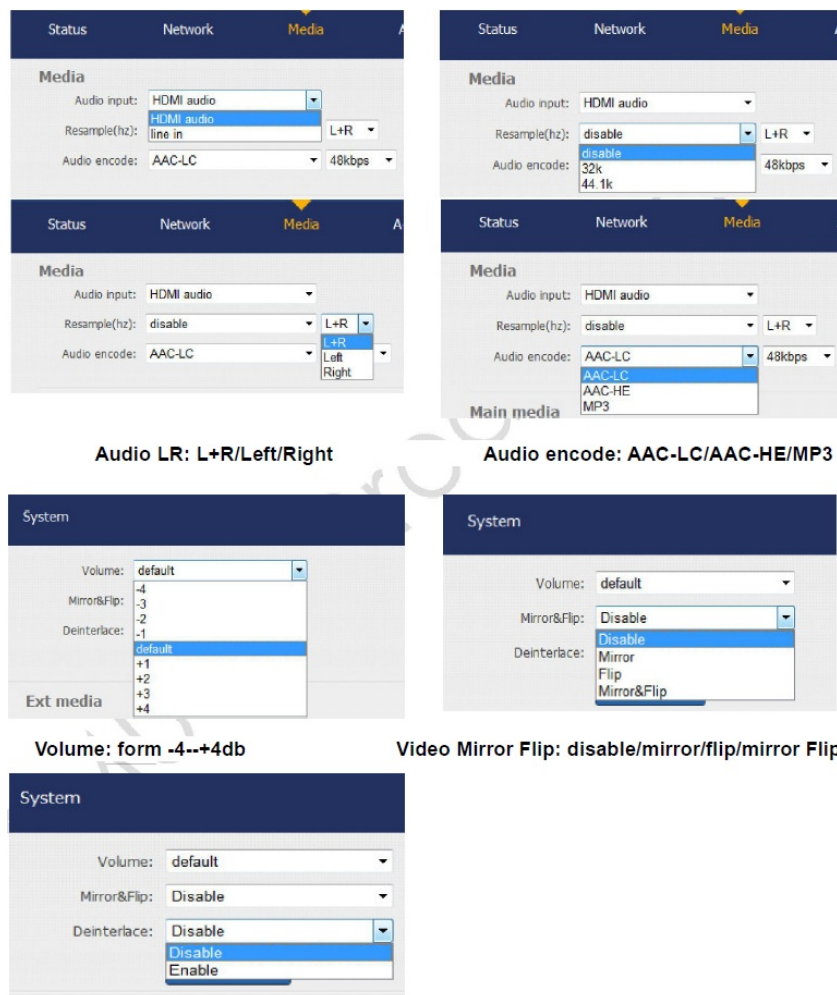 Status Network Media
Media
Audio input: HDMI audio
HDMI audio
line in
Resample(hz): L+R
Audio encode: AAC-LC 48kbps
Status Network Media
Media
Audio input: HDMI audio
Resample(hz): disable L+R
disable
32k
44.1k
Audio encode: 48kbps
Status Network Media A
Media
Audio input: HDMI audio
Resample(hz): disable L+R
L+R
Left
Right
Audio encode: AAC-LC
Status Network Media
Media
Audio input: HDMI audio
Resample(hz): disable L+R
Audio encode: AAC-LC 48kbps
AAC-LC
AAC-HE
MP3
Main media
Audio LR: L+R/Left/Right
Audio encode: AAC-LC/AAC-HE/MP3
System
Volume: default
-4
-3
-2
-1
default
+1
+2
+3
+4
Mirror&Flip:
Deinterlace:
Ext media
System
Volume: default
Mirror&Flip: Disable
Disable
Mirror
Flip
Mirror&Flip
Deinterlace:
Volume: form -4--+4db
Video Mirror Flip: disable/mirror/flip/mirror Flip
System
Volume: default
Mirror&Flip: Disable
Deinterlace: Disable
Disable
Enable